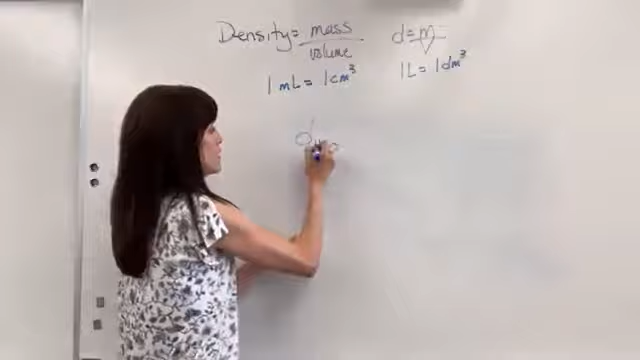 Density = mass / volume d = m / V
1 mL = 1 cm³ 1 L = 1 dm³
d